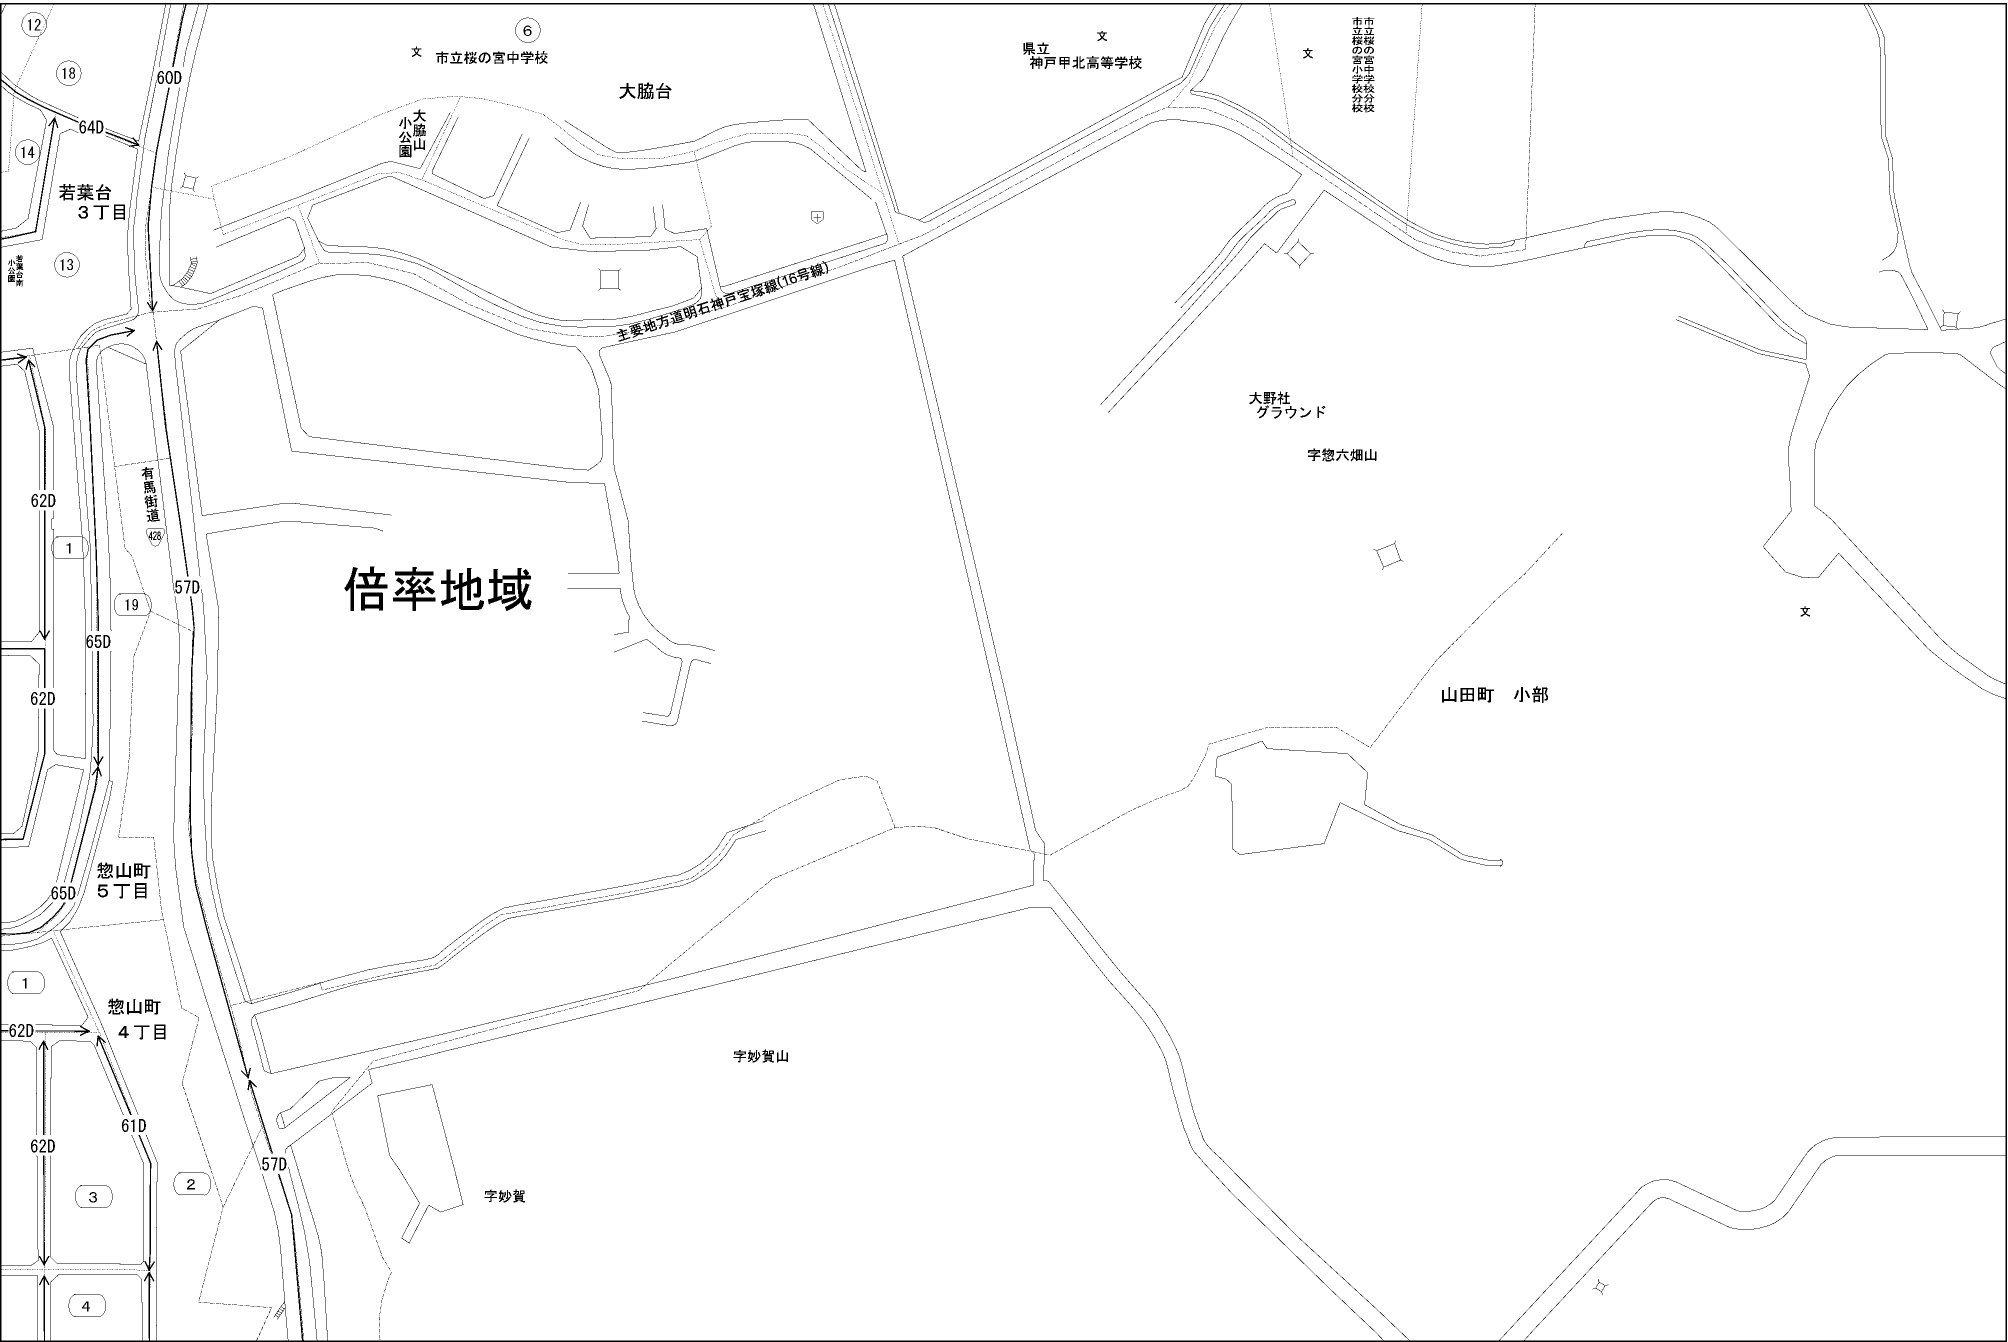 12
6
文
市立桜の宮中学校
文
県立
神戸甲北高等学校
文
市立桜の宮中学校分校
市立桜の宮小学校分校
18
60D
大脇台
64D
大脇山
小公園
14
若葉台
3丁目
13
若葉台南
小公園
主要地方道明石神戸宝塚線(16号線)
大野社
グラウンド
字惣六畑山
62D
有馬街道
428
1
57D
倍率地域
19
文
65D
62D
山田町　小部
惣山町
5丁目
65D
1
惣山町
4丁目
62D
字妙賀山
61D
62D
57D
2
3
字妙賀
4